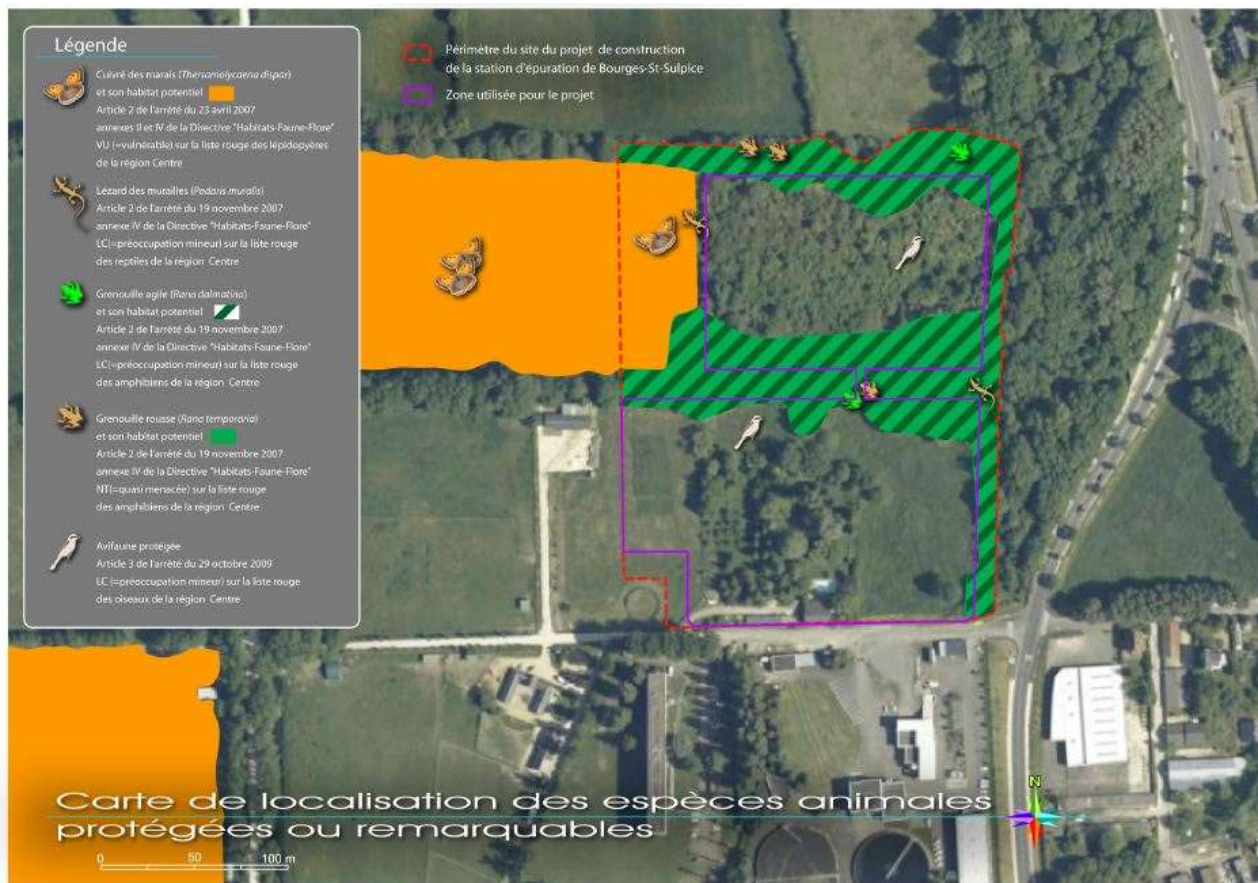 Légende
Cuivré des marais (Thersamolycaena dispar)
et son habitat potentiel
Article 2 de l'arrêté du 23 avril 2007
annexes II et IV de la Directive "Habitats-Faune-Flore"
VU (=vulnérable) sur la liste rouge des lépidopyères
de la région Centre
Lézard des murailles (Podaris muralis)
Article 2 de l'arrêté du 19 novembre 2007
annexe IV de la Directive "Habitats-Faune-Flore"
LC(=préoccupation mineur) sur la liste rouge
des reptiles de la région Centre
Grenouille agile (Rana dalmatina)
et son habitat potentiel
Article 2 de l'arrêté du 19 novembre 2007
annexe IV de la Directive "Habitats-Faune-Flore"
LC(=préoccupation mineur) sur la liste rouge
des amphibiens de la région Centre
Grenouille rousse (Rana temporaria)
et son habitat potentiel
Article 2 de l'arrêté du 19 novembre 2007
annexe IV de la Directive "Habitats-Faune-Flore"
NT(=quasi menacée) sur la liste rouge
des amphibiens de la région Centre
Avifaune protégée
Article 3 de l'arrêté du 29 octobre 2009
LC (=préoccupation mineur) sur la liste rouge
des oiseaux de la région Centre
Périmètre du site du projet de construction
de la station d'épuration de Bourges-St-Sulpice
Zone utilisée pour le projet
N
Carte de localisation des espèces animales
protégées ou remarquables
0 50 100 m